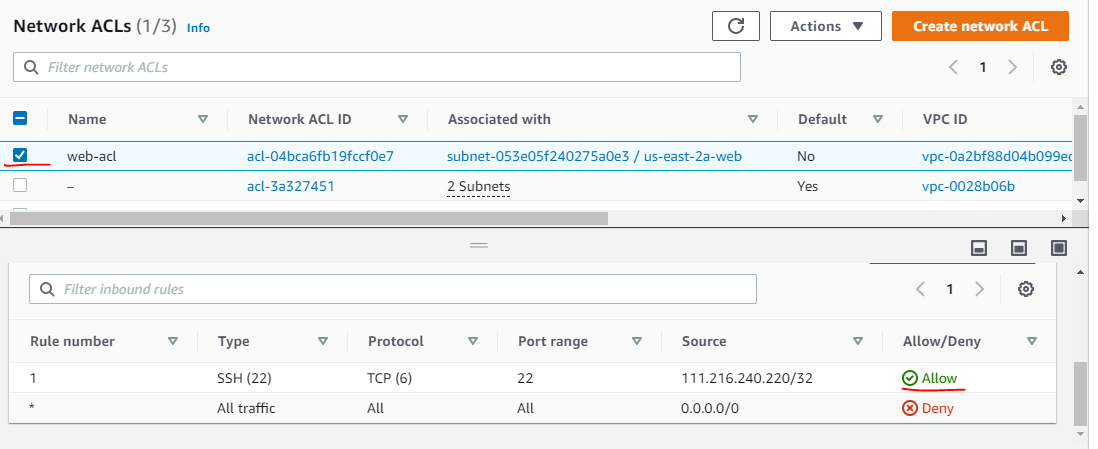 Network ACLs (1/3) Info
Actions
Create network ACL
Filter network ACLs
1
Name Network ACL ID Associated with Default VPC ID
web-acl acl-04bca6fb19fccf0e7 subnet-053e05f240275a0e3 / us-east-2a-web No vpc-0a2bf88d04b099ec
– acl-3a327451 2 Subnets Yes vpc-0028b06b
Filter inbound rules
1
Rule number Type Protocol Port range Source Allow/Deny
1 SSH (22) TCP (6) 22 111.216.240.220/32 Allow
* All traffic All All 0.0.0.0/0 Deny